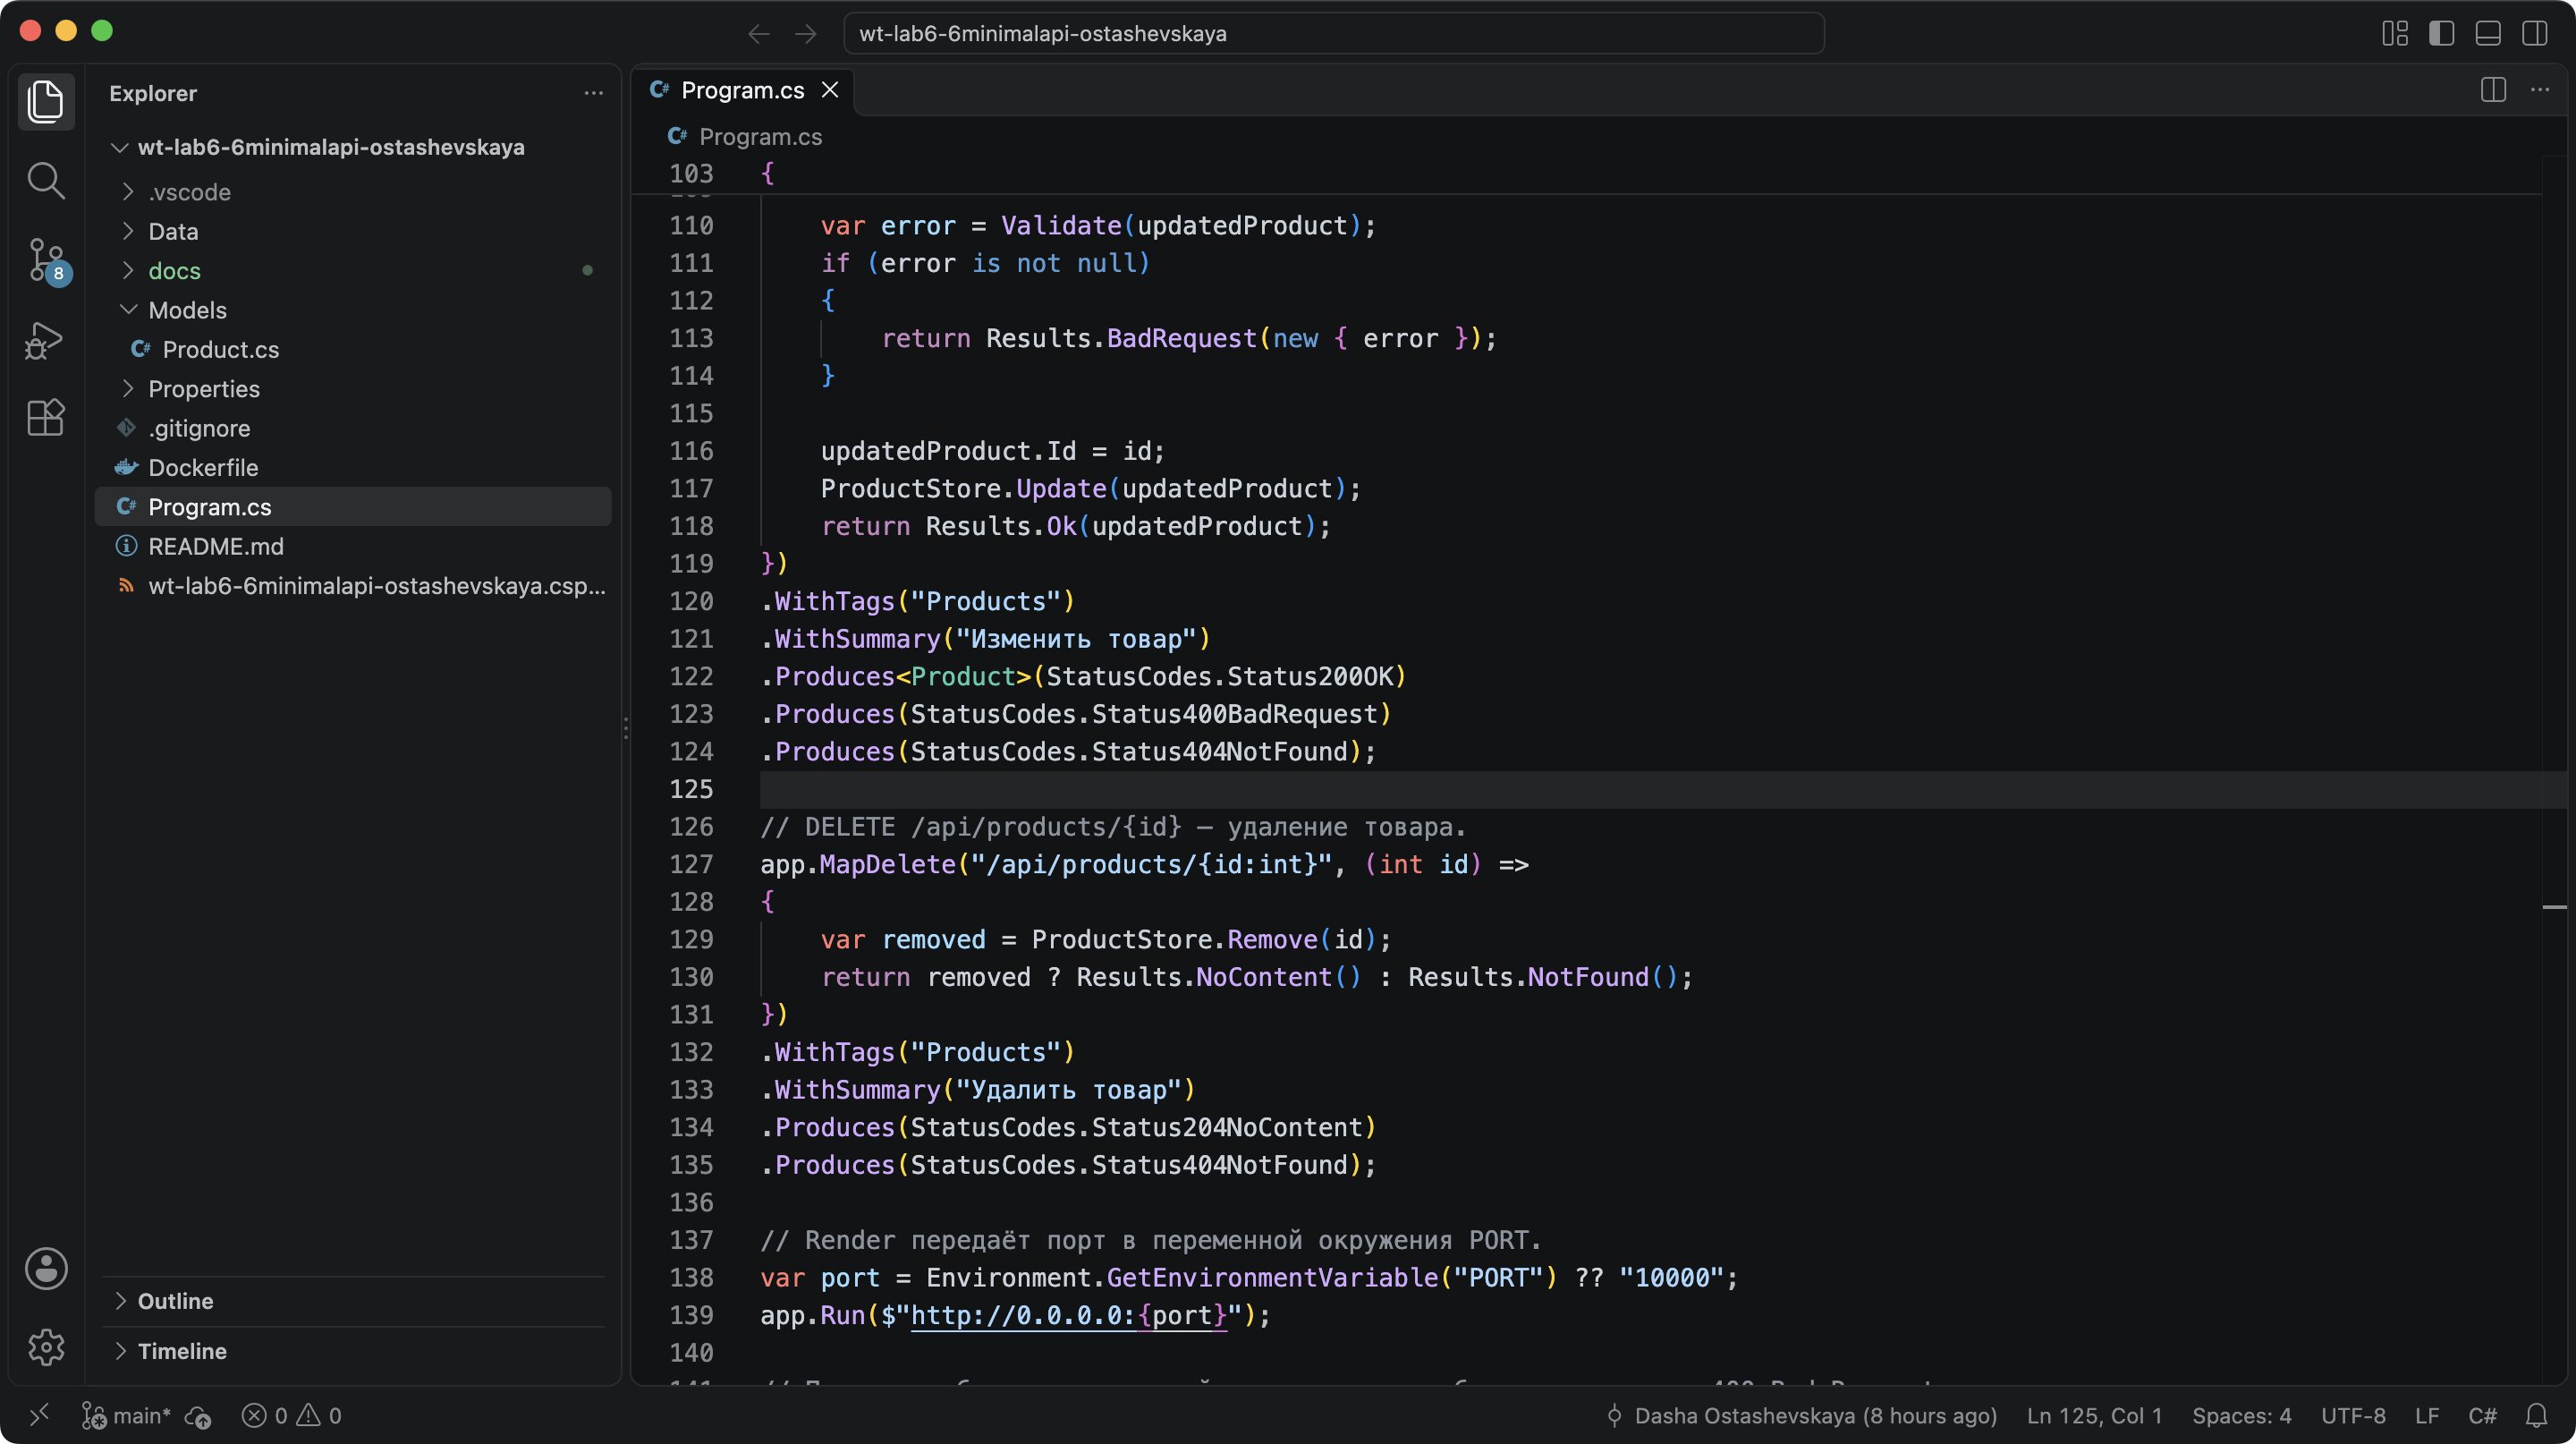 wt-lab6-6minimalapi-ostashevskaya
Explorer
wt-lab6-6minimalapi-ostashevskaya
.vscode
Data
docs
Models
Product.cs
Properties
.gitignore
Dockerfile
Program.cs
README.md
wt-lab6-6minimalapi-ostashevskaya.csp...
Outline
Timeline
8
Program.cs
Program.cs
103 {
110 var error = Validate(updatedProduct);
111 if (error is not null)
112 {
113 return Results.BadRequest(new { error });
114 }
115
116 updatedProduct.Id = id;
117 ProductStore.Update(updatedProduct);
118 return Results.Ok(updatedProduct);
119 })
120 .WithTags("Products")
121 .WithSummary("Изменить товар")
122 .Produces<Product>(StatusCodes.Status200OK)
123 .Produces(StatusCodes.Status400BadRequest)
124 .Produces(StatusCodes.Status404NotFound);
125
126 // DELETE /api/products/{id} — удаление товара.
127 app.MapDelete("/api/products/{id:int}", (int id) =>
128 {
129 var removed = ProductStore.Remove(id);
130 return removed ? Results.NoContent() : Results.NotFound();
131 })
132 .WithTags("Products")
133 .WithSummary("Удалить товар")
134 .Produces(StatusCodes.Status204NoContent)
135 .Produces(StatusCodes.Status404NotFound);
136
137 // Render передаёт порт в переменной окружения PORT.
138 var port = Environment.GetEnvironmentVariable("PORT") ?? "10000";
139 app.Run($"http://0.0.0.0:{port}");
140
main* 0 0
Dasha Ostashevskaya (8 hours ago) Ln 125, Col 1 Spaces: 4 UTF-8 LF C#